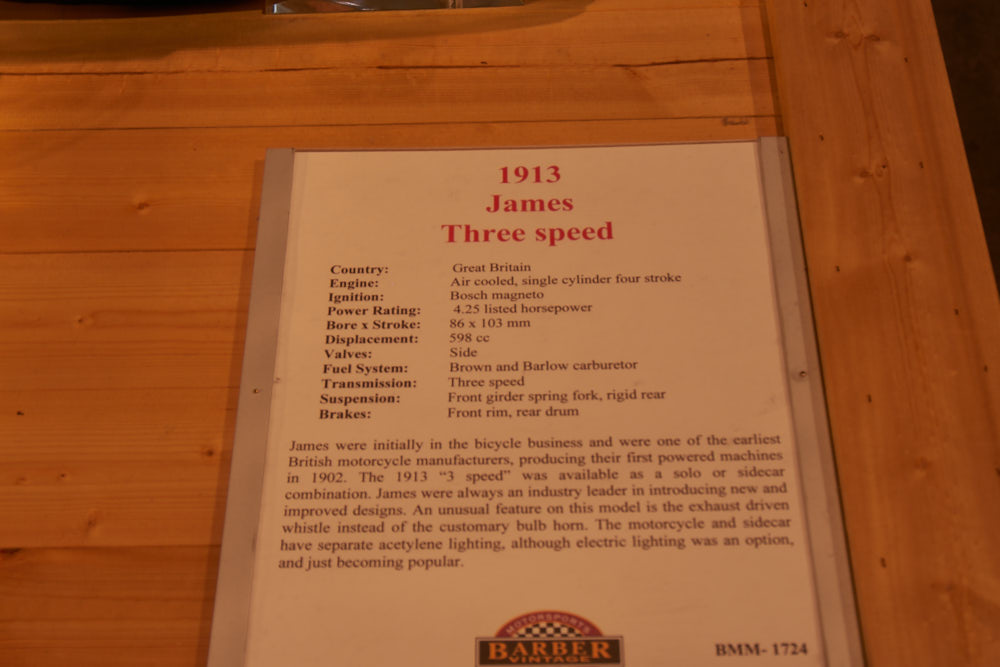 1913
James
Three speed
Country: Great Britain
Engine: Air cooled, single cylinder four stroke
Ignition: Bosch magneto
Power Rating: 4.25 listed horsepower
Bore x Stroke: 86 x 103 mm
Displacement: 598 cc
Valves: Side
Fuel System: Brown and Barlow carburetor
Transmission: Three speed
Suspension: Front girder spring fork, rigid rear
Brakes: Front rim, rear drum
James were initially in the bicycle business and were one of the earliest
British motorcycle manufacturers, producing their first powered machines
in 1902. The 1913 “3 speed” was available as a solo or sidecar
combination. James were always an industry leader in introducing new and
improved designs. An unusual feature on this model is the exhaust driven
whistle instead of the customary bulb horn. The motorcycle and sidecar
have separate acetylene lighting, although electric lighting was an option,
and just becoming popular.
MOTORSPORTS
BARBER
VINTAGE
BMM- 1724